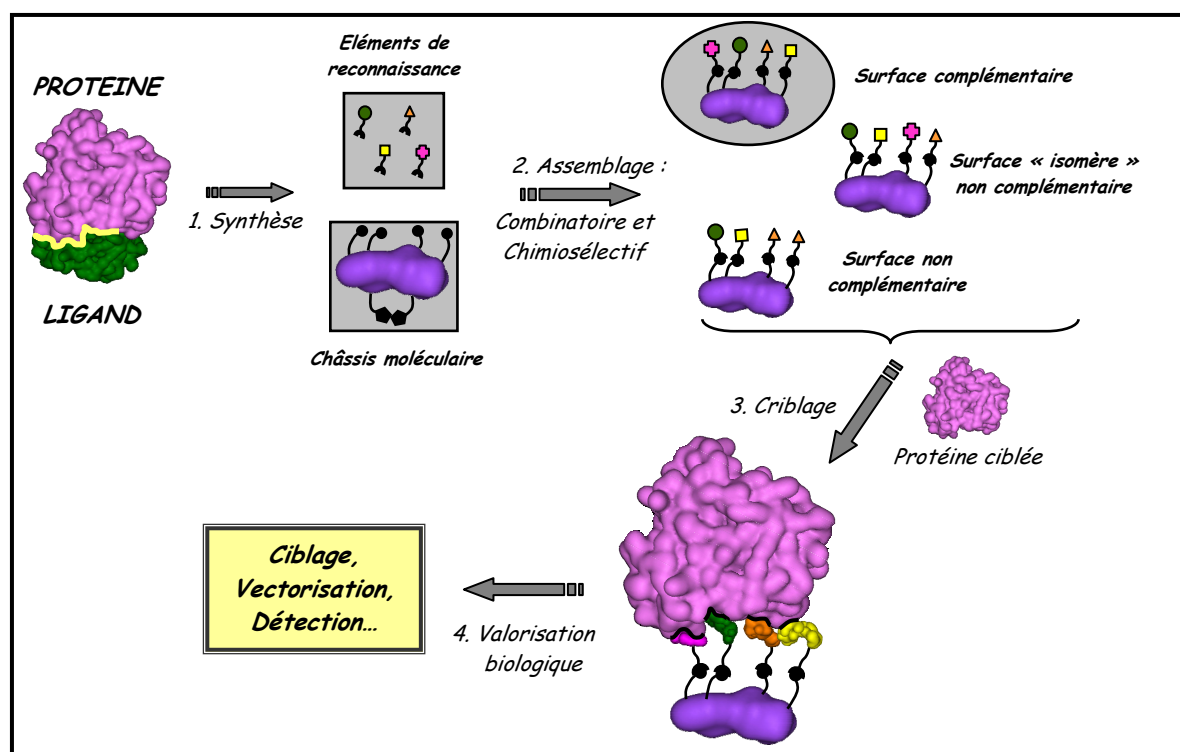 PROTEINE
LIGAND
1. Synthèse
Eléments de
reconnaissance
Châssis moléculaire
2. Assemblage :
Combinatoire et
Chimiosélectif
Surface complémentaire
Surface « isomère »
non complémentaire
Surface non
complémentaire
3. Criblage
Protéine ciblée
4. Valorisation
biologique
Ciblage,
Vectorisation,
Détection...